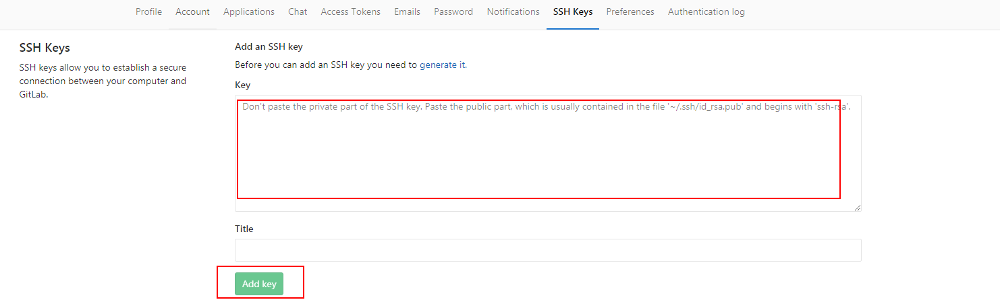 Profile Account Applications Chat Access Tokens Emails Password Notifications SSH Keys Preferences Authentication log
SSH Keys
SSH keys allow you to establish a secure
connection between your computer and
GitLab.
Add an SSH key
Before you can add an SSH key you need to generate it.
Key
Don't paste the private part of the SSH key. Paste the public part, which is usually contained in the file '~/.ssh/id_rsa.pub' and begins with 'ssh-rsa'.
Title
Add key